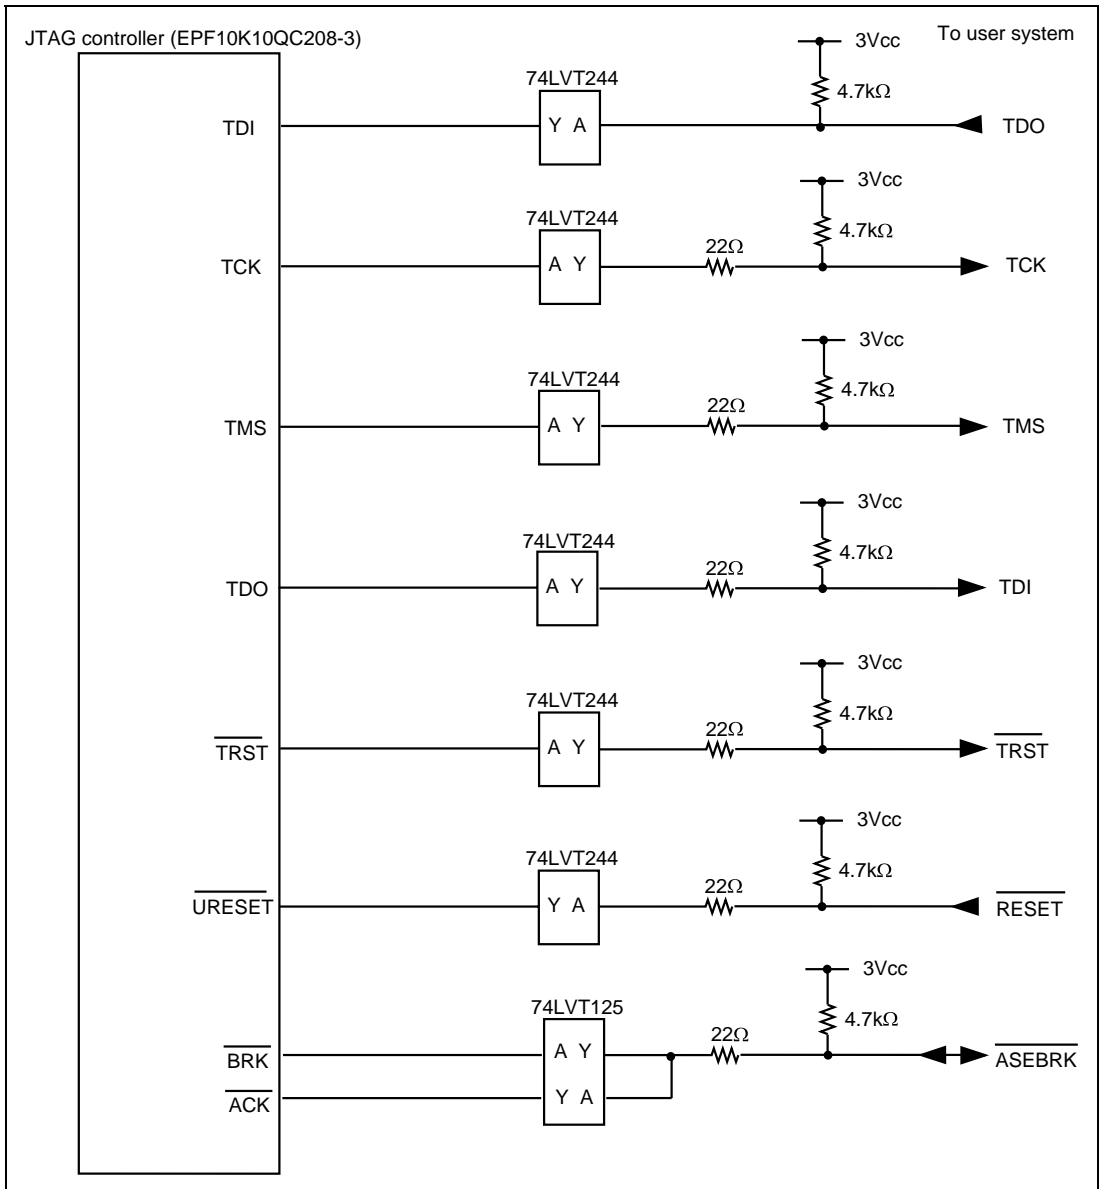 JTAG controller (EPF10K10QC208-3)
To user system
3Vcc
74LVT244
4.7kΩ
TDI
Y A
TDO
3Vcc
74LVT244
4.7kΩ
22Ω
TCK
A Y
TCK
3Vcc
74LVT244
4.7kΩ
22Ω
TMS
A Y
TMS
3Vcc
74LVT244
4.7kΩ
22Ω
TDO
A Y
TDI
3Vcc
74LVT244
4.7kΩ
22Ω
TRST
A Y
TRST
3Vcc
74LVT244
4.7kΩ
22Ω
URESET
Y A
RESET
3Vcc
74LVT125
4.7kΩ
22Ω
BRK
A Y
ASEBRK
ACK
Y A